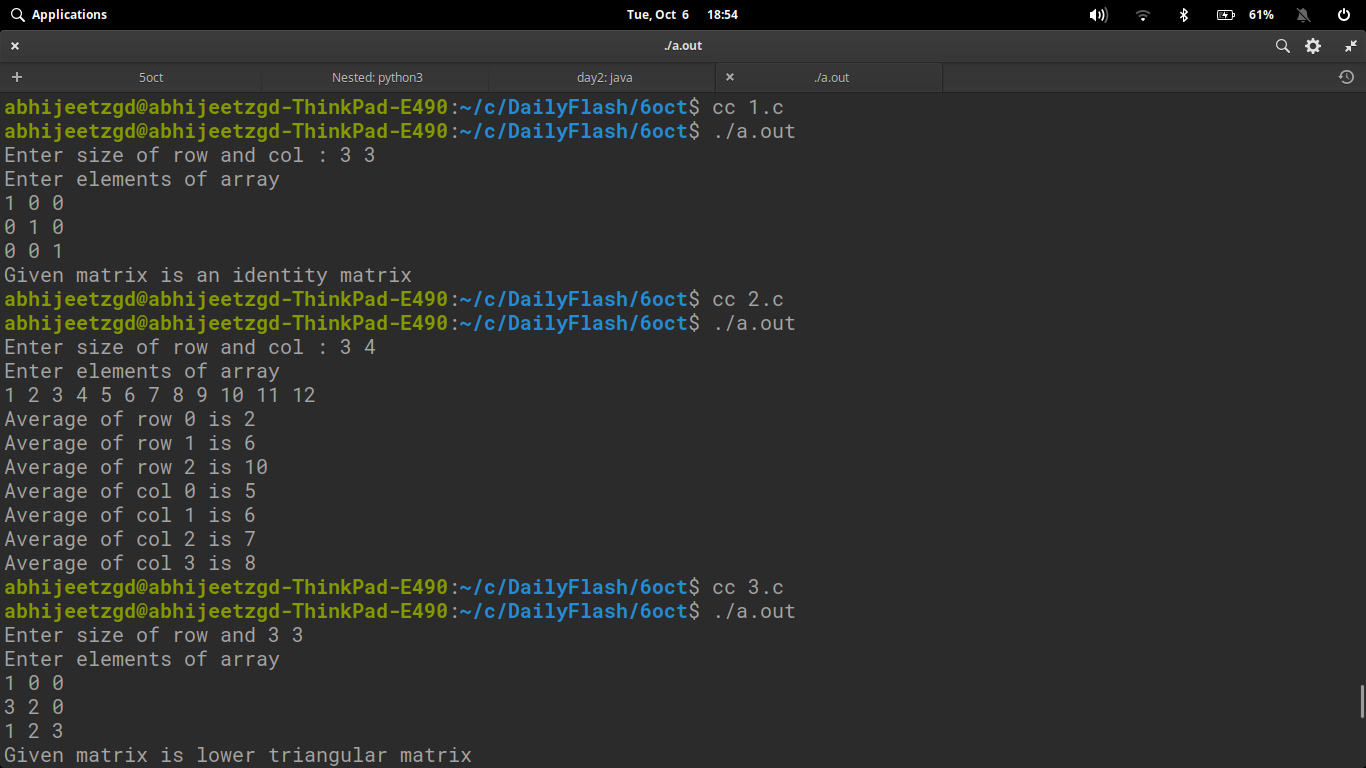 Applications Tue, Oct 6 18:54 61%
./a.out
5oct Nested: python3 day2: java ./a.out
abhijeetzgd@abhijeetzgd-ThinkPad-E490:~/c/DailyFlash/6oct$ cc 1.c
abhijeetzgd@abhijeetzgd-ThinkPad-E490:~/c/DailyFlash/6oct$ ./a.out
Enter size of row and col : 3 3
Enter elements of array
1 0 0
0 1 0
0 0 1
Given matrix is an identity matrix
abhijeetzgd@abhijeetzgd-ThinkPad-E490:~/c/DailyFlash/6oct$ cc 2.c
abhijeetzgd@abhijeetzgd-ThinkPad-E490:~/c/DailyFlash/6oct$ ./a.out
Enter size of row and col : 3 4
Enter elements of array
1 2 3 4 5 6 7 8 9 10 11 12
Average of row 0 is 2
Average of row 1 is 6
Average of row 2 is 10
Average of col 0 is 5
Average of col 1 is 6
Average of col 2 is 7
Average of col 3 is 8
abhijeetzgd@abhijeetzgd-ThinkPad-E490:~/c/DailyFlash/6oct$ cc 3.c
abhijeetzgd@abhijeetzgd-ThinkPad-E490:~/c/DailyFlash/6oct$ ./a.out
Enter size of row and 3 3
Enter elements of array
1 0 0
3 2 0
1 2 3
Given matrix is lower triangular matrix